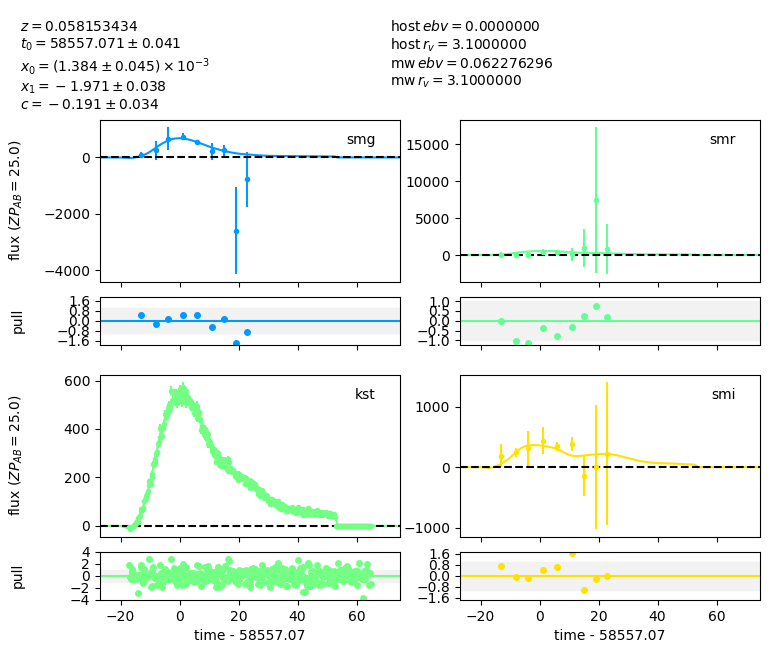 z = 0.058153434
t0 = 58557.071 ± 0.041
x0 = (1.384 ± 0.045) × 10^-3
x1 = −1.971 ± 0.038
c = −0.191 ± 0.034
host ebv = 0.0000000
host rv = 3.1000000
mw ebv = 0.062276296
mw rv = 3.1000000
flux (ZP_AB = 25.0)
0
−2000
−4000
smg
15000
10000
5000
0
smr
pull
1.6
0.8
0.0
−0.8
−1.6
1.0
0.5
0.0
−0.5
−1.0
flux (ZP_AB = 25.0)
600
400
200
0
kst
1000
0
−1000
smi
pull
4
2
0
−2
−4
1.6
0.8
0.0
−0.8
−1.6
−20 0 20 40 60
−20 0 20 40 60
time - 58557.07
time - 58557.07